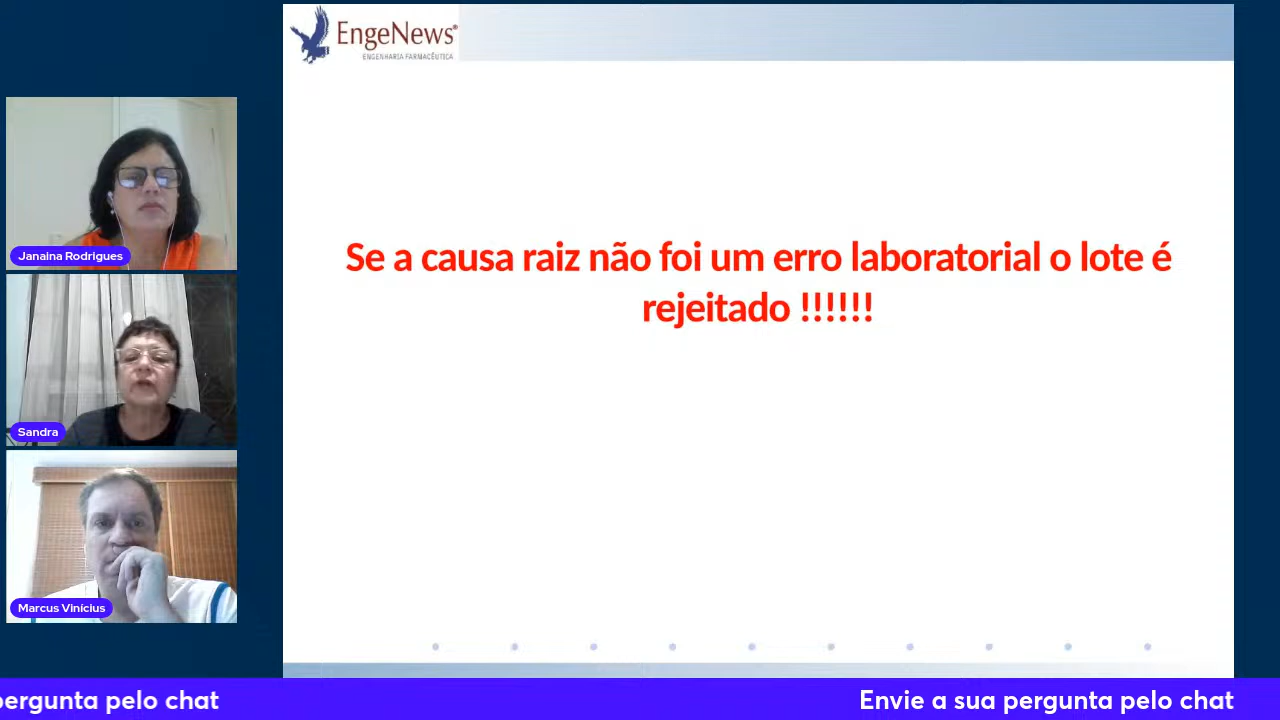 EngeNews®
ENGENHARIA FARMACÊUTICA
Janaina Rodrigues
Se a causa raiz não foi um erro laboratorial o lote é
rejeitado !!!!!!
Sandra
Marcus Vinícius
pergunta pelo chat
Envie a sua pergunta pelo chat